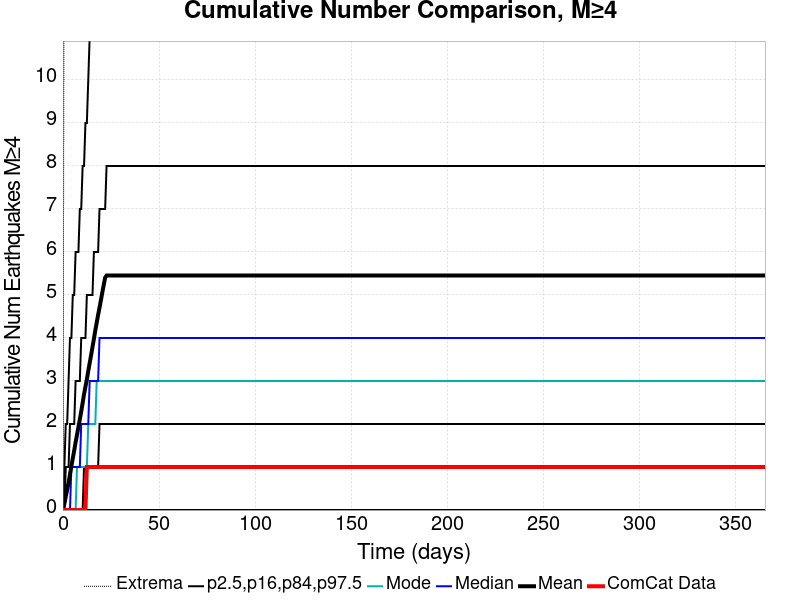 Cumulative Number Comparison, M≥4
Cumulative Num Earthquakes M≥4
10
9
8
7
6
5
4
3
2
1
0
0 50 100 150 200 250 300 350
Time (days)
Extrema p2.5,p16,p84,p97.5 Mode Median Mean ComCat Data